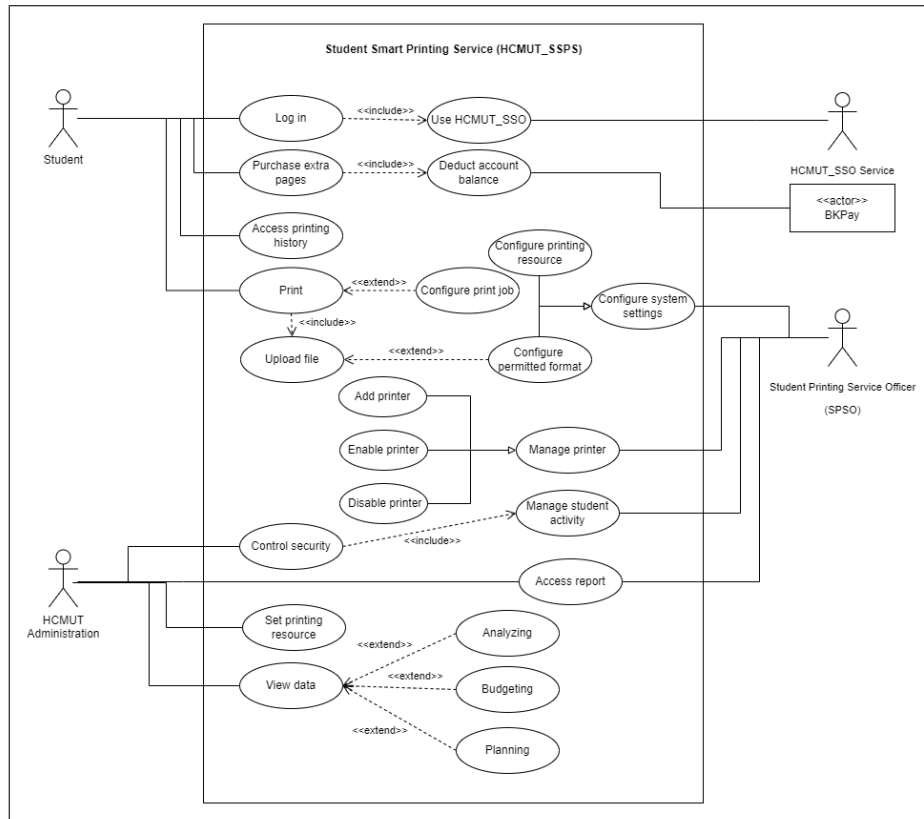 Student Smart Printing Service (HCMUT_SSPS)
Log in
<<include>>
Use HCMUT_SSO
Student
HCMUT_SSO Service
Purchase extra
pages
<<include>>
Deduct account
balance
<<actor>>
BKPay
Access printing
history
Configure printing
resource
Print
<<extend>>
Configure print job
Configure system
settings
<<include>>
Upload file
<<extend>>
Configure
permitted format
Student Printing Service Officer
(SPSO)
Add printer
Enable printer
Manage printer
Disable printer
Manage student
activity
Control security
<<include>>
Access report
HCMUT
Administration
Set printing
resource
<<extend>>
Analyzing
View data
<<extend>>
Budgeting
<<extend>>
Planning